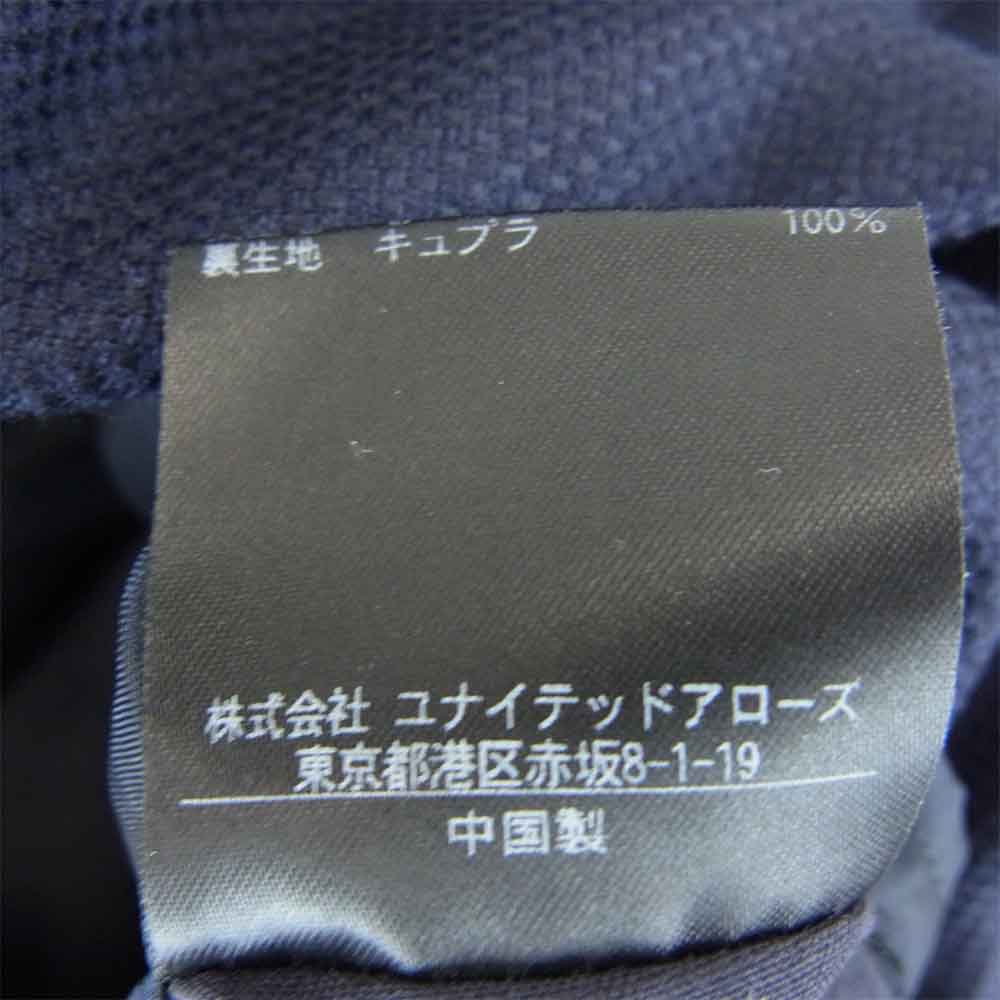 裏生地 キュプラ 100%
株式会社 ユナイテッドアローズ
東京都港区赤坂8-1-19
中国製